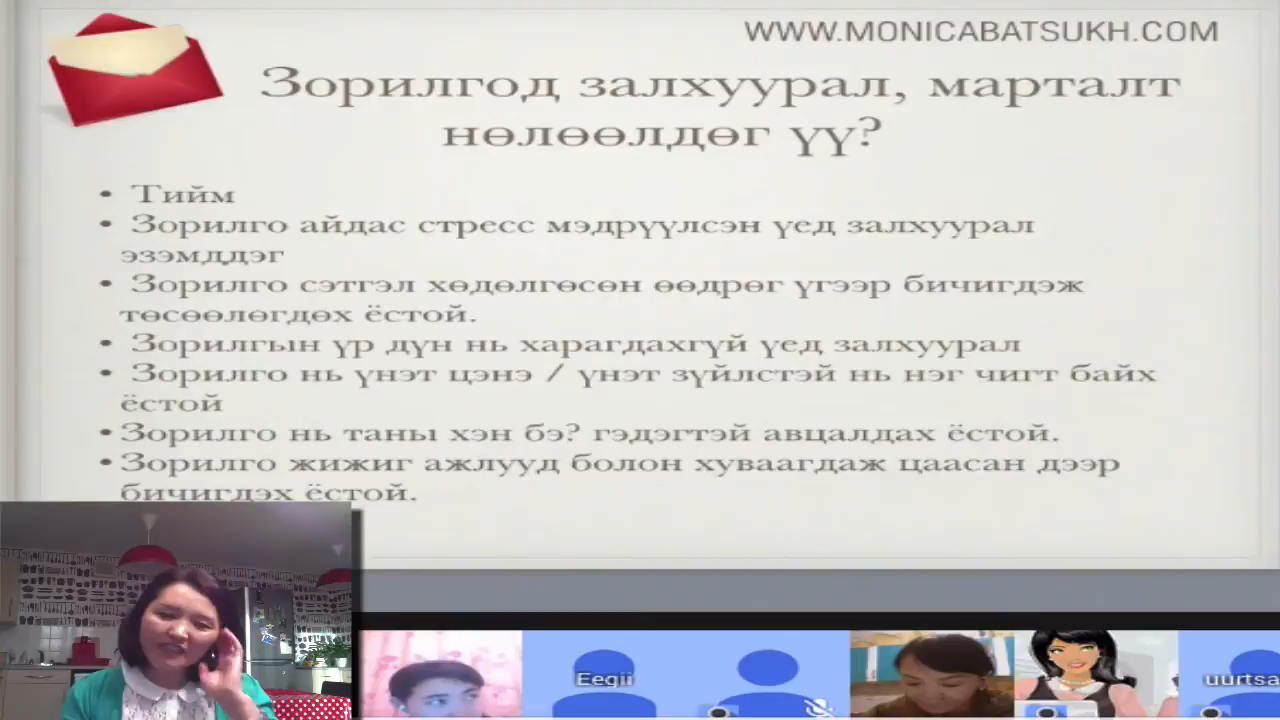 WWW.MONICABATSUKH.COM
Зорилгод залхуурал, марталт
нөлөөлдөг үү?
• Тийм
• Зорилго айдас стресс мэдрүүлсэн үед залхуурал
эзэмддэг
• Зорилго сэтгэл хөдөлгөсөн өөдрөг үгээр бичигдэж
төсөөлөгдөх ёстой.
• Зорилгын үр дүн нь харагдахгүй үед залхуурал
• Зорилго нь үнэт цэнэ / үнэт зүйлстэй нь нэг чигт байх
ёстой
• Зорилго нь таны хэн бэ? гэдэгтэй авцалдах ёстой.
• Зорилго жижиг ажлууд болон хуваагдаж цаасан дээр
бичигдэх ёстой.
Eegii
uurtsa